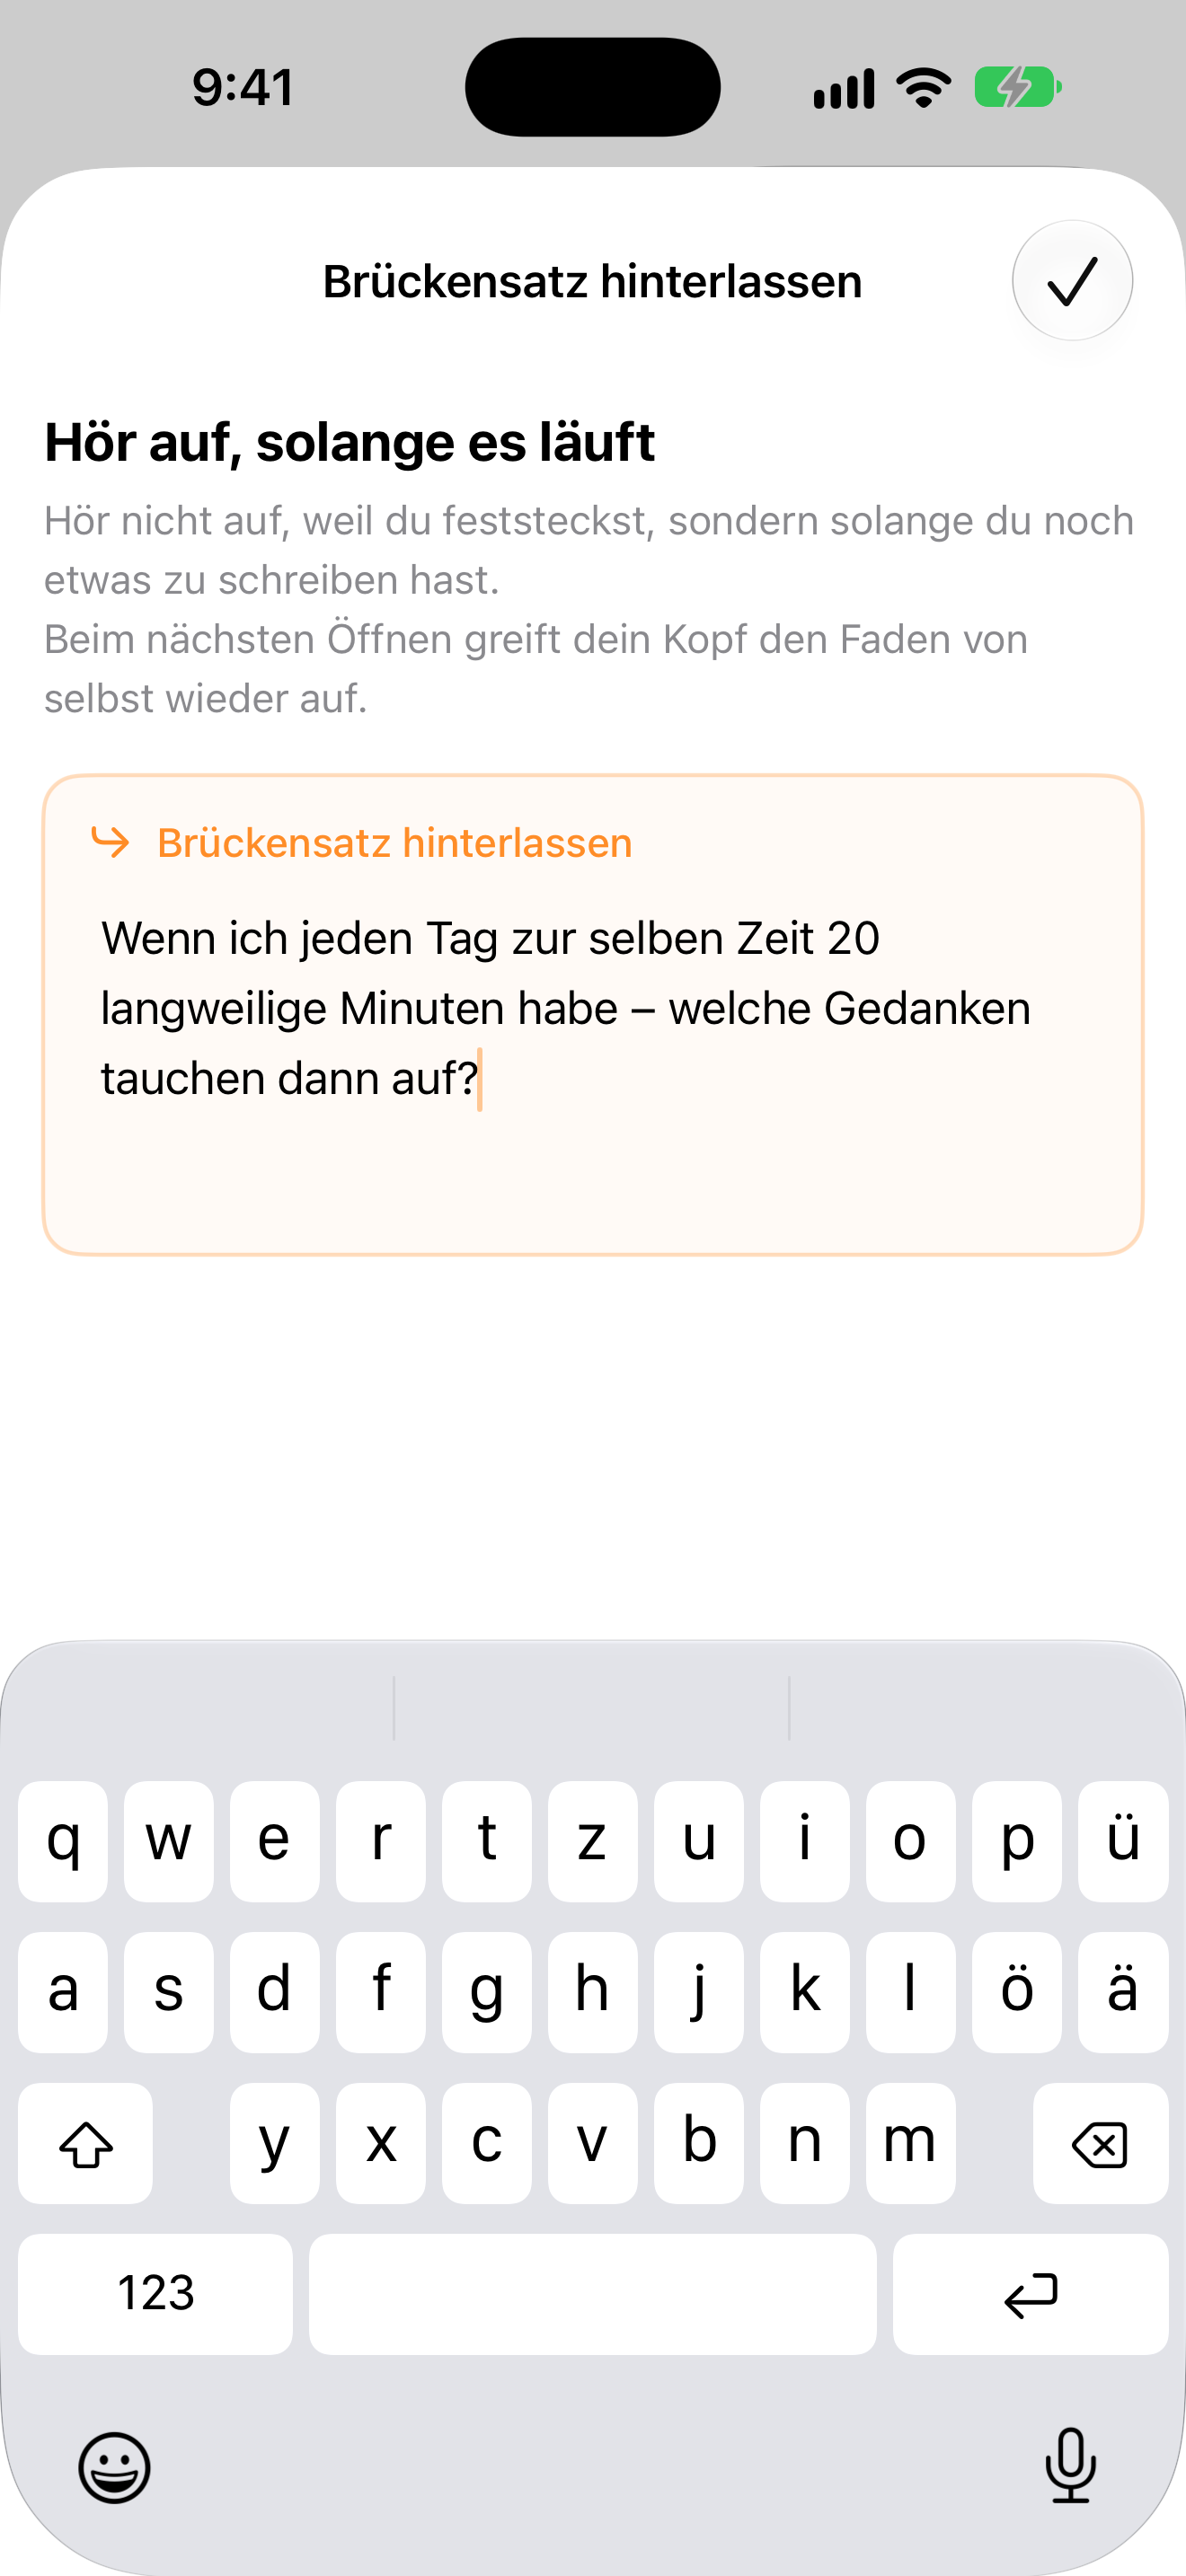 9:41
Brückensatz hinterlassen
Hör auf, solange es läuft
Hör nicht auf, weil du feststeckst, sondern solange du noch
etwas zu schreiben hast.
Beim nächsten Öffnen greift dein Kopf den Faden von
selbst wieder auf.
Brückensatz hinterlassen
Wenn ich jeden Tag zur selben Zeit 20
langweilige Minuten habe – welche Gedanken
tauchen dann auf?
q w e r t z u i o p ü
a s d f g h j k l ö ä
y x c v b n m
123